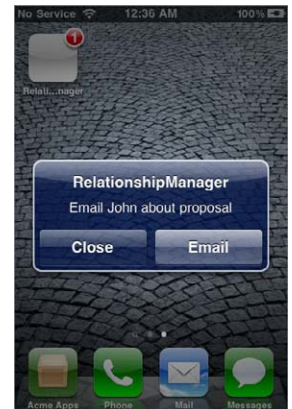 No Service 12:36 AM 100%
1
Relati...nager
RelationshipManager
Email John about proposal
Close Email
Acme Apps Phone Mail Messages